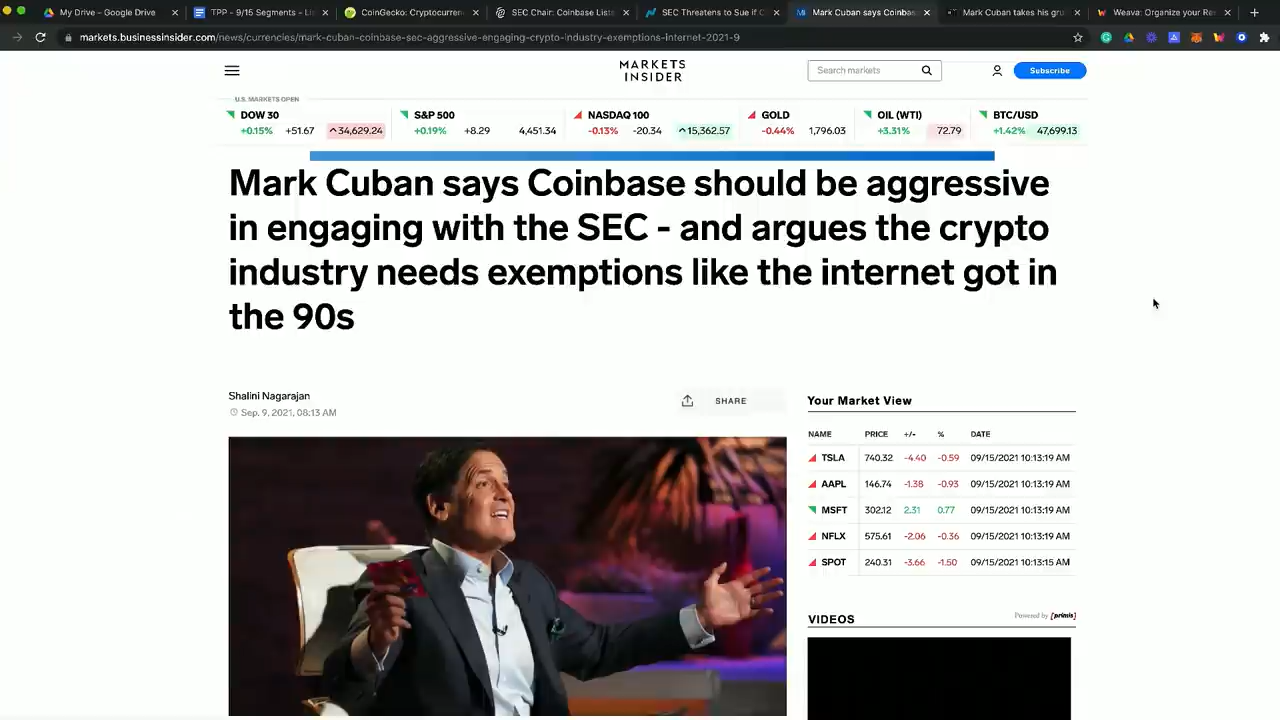 My Drive – Google Drive
TPP - 9/15 Segments - Li
CoinGecko: Cryptocurren
SEC Chair: Coinbase Liste
SEC Threatens to Sue if C
Mark Cuban says Coinbas
Mark Cuban takes his gru
Weava: Organize your Re
markets.businessinsider.com/news/currencies/mark-cuban-coinbase-sec-aggressive-engaging-crypto-industry-exemptions-internet-2021-9
MARKETS
INSIDER
Search markets
Subscribe
U.S. MARKETS OPEN
DOW 30
+0.15% +51.67 34,629.24
S&P 500
+0.19% +8.29 4,451.34
NASDAQ 100
-0.13% -20.34 15,362.57
GOLD
-0.44% 1,796.03
OIL (WTI)
+3.31% 72.79
BTC/USD
+1.42% 47,699.13
Mark Cuban says Coinbase should be aggressive
in engaging with the SEC - and argues the crypto
industry needs exemptions like the internet got in
the 90s
Shalini Nagarajan
Sep. 9, 2021, 08:13 AM
SHARE
Your Market View
NAME PRICE +/- % DATE
TSLA 740.32 -4.40 -0.59 09/15/2021 10:13:19 AM
AAPL 146.74 -1.38 -0.93 09/15/2021 10:13:19 AM
MSFT 302.12 2.31 0.77 09/15/2021 10:13:19 AM
NFLX 575.61 -2.06 -0.36 09/15/2021 10:13:19 AM
SPOT 240.31 -3.66 -1.50 09/15/2021 10:13:15 AM
VIDEOS
Powered by [primis]